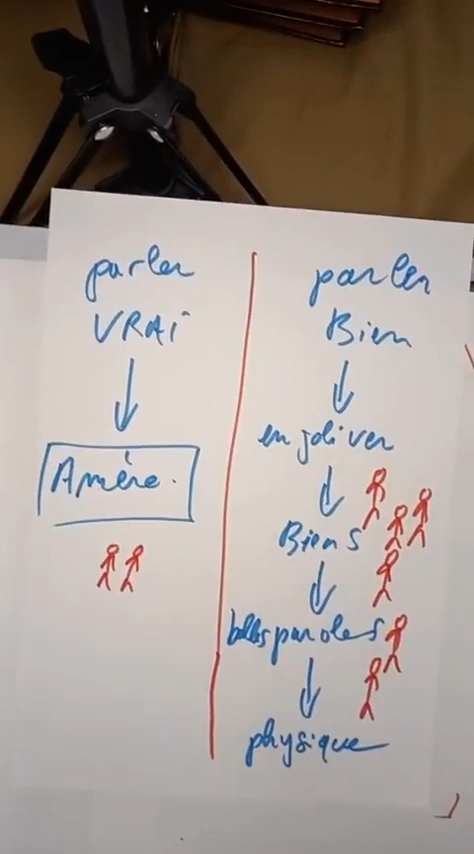 parler
VRAi
Amère.
parler
Bien
enjoliver
Biens
belles paroles
physique